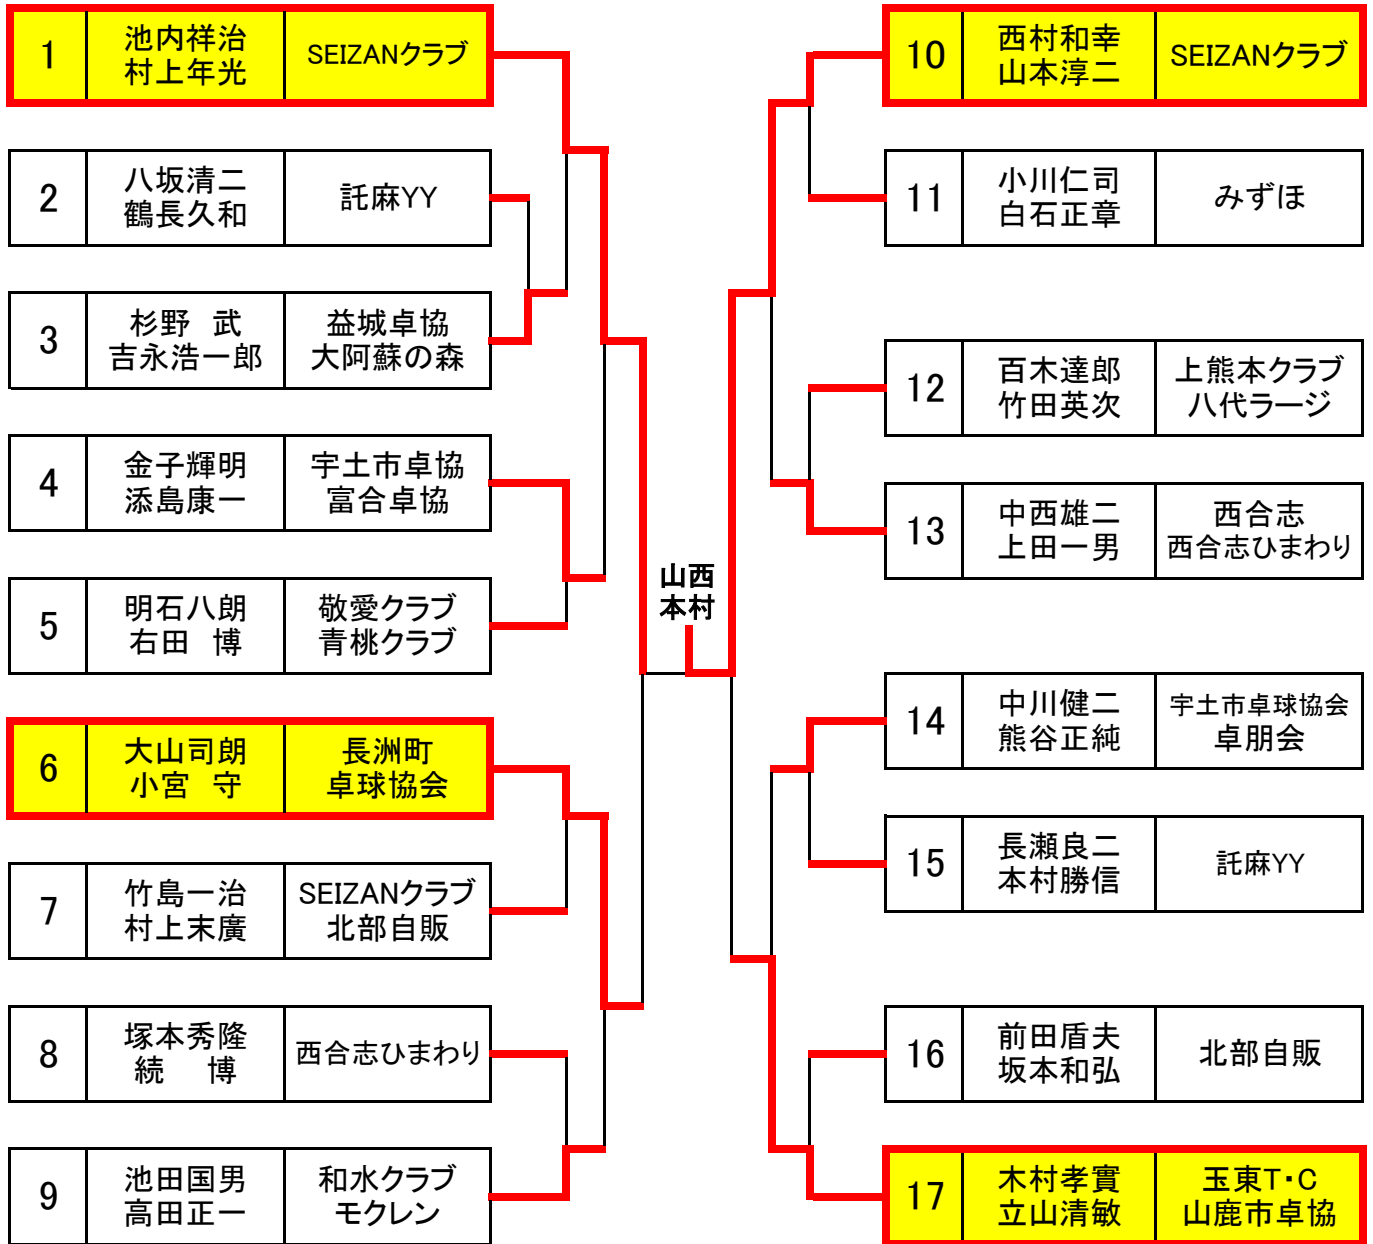 1
池内祥治
村上年光
SEIZANクラブ
2
八坂清二
鶴長久和
託麻YY
3
杉野　武
吉永浩一郎
益城卓協
大阿蘇の森
4
金子輝明
添島康一
宇土市卓協
富合卓協
5
明石八朗
右田　博
敬愛クラブ
青桃クラブ
6
大山司朗
小宮　守
長洲町
卓球協会
7
竹島一治
村上末廣
SEIZANクラブ
北部自販
8
塚本秀隆
続　博
西合志ひまわり
9
池田国男
高田正一
和水クラブ
モクレン
山西
本村
10
西村和幸
山本淳二
SEIZANクラブ
11
小川仁司
白石正章
みずほ
12
百木達郎
竹田英次
上熊本クラブ
八代ラージ
13
中西雄二
上田一男
西合志
西合志ひまわり
14
中川健二
熊谷正純
宇土市卓球協会
卓朋会
15
長瀬良二
本村勝信
託麻YY
16
前田盾夫
坂本和弘
北部自販
17
木村孝實
立山清敏
玉東T・C
山鹿市卓協